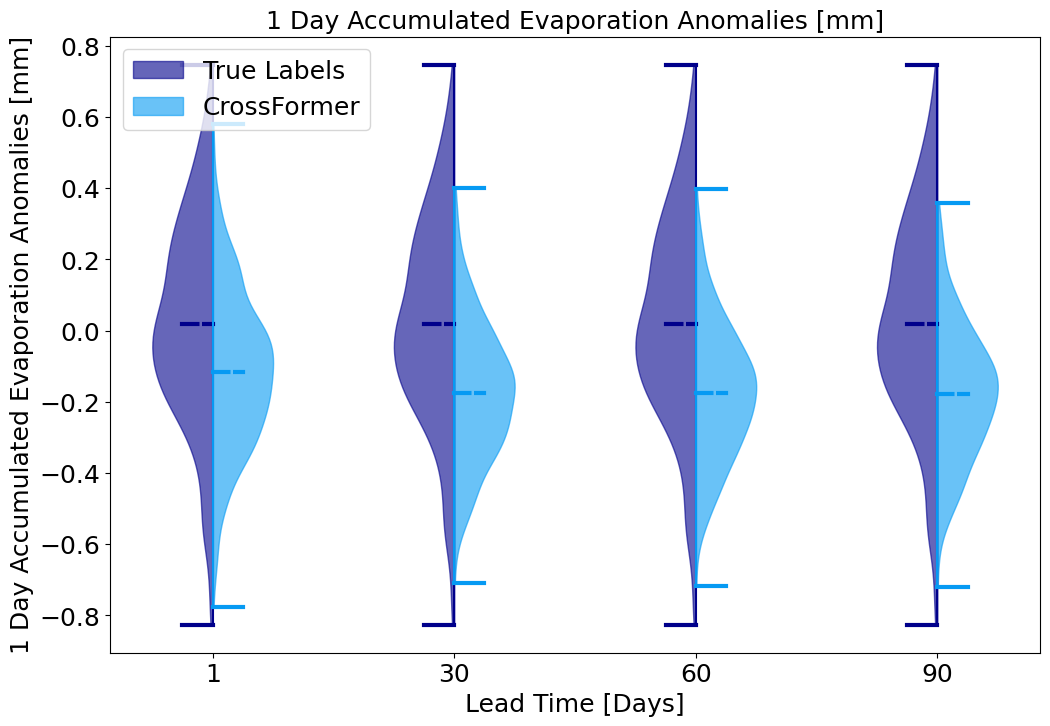 1 Day Accumulated Evaporation Anomalies [mm]
1 Day Accumulated Evaporation Anomalies [mm]
0.8
0.6
0.4
0.2
0.0
−0.2
−0.4
−0.6
−0.8
True Labels
CrossFormer
1 30 60 90
Lead Time [Days]